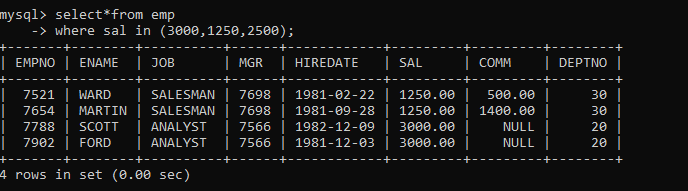 mysql> select*from emp
    -> where sal in (3000,1250,2500);
+-------+--------+----------+------+------------+---------+---------+--------+
| EMPNO | ENAME  | JOB      | MGR  | HIREDATE   | SAL     | COMM    | DEPTNO |
+-------+--------+----------+------+------------+---------+---------+--------+
|  7521 | WARD   | SALESMAN | 7698 | 1981-02-22 | 1250.00 |  500.00 |     30 |
|  7654 | MARTIN | SALESMAN | 7698 | 1981-09-28 | 1250.00 | 1400.00 |     30 |
|  7788 | SCOTT  | ANALYST  | 7566 | 1982-12-09 | 3000.00 |    NULL |     20 |
|  7902 | FORD   | ANALYST  | 7566 | 1981-12-03 | 3000.00 |    NULL |     20 |
+-------+--------+----------+------+------------+---------+---------+--------+
4 rows in set (0.00 sec)